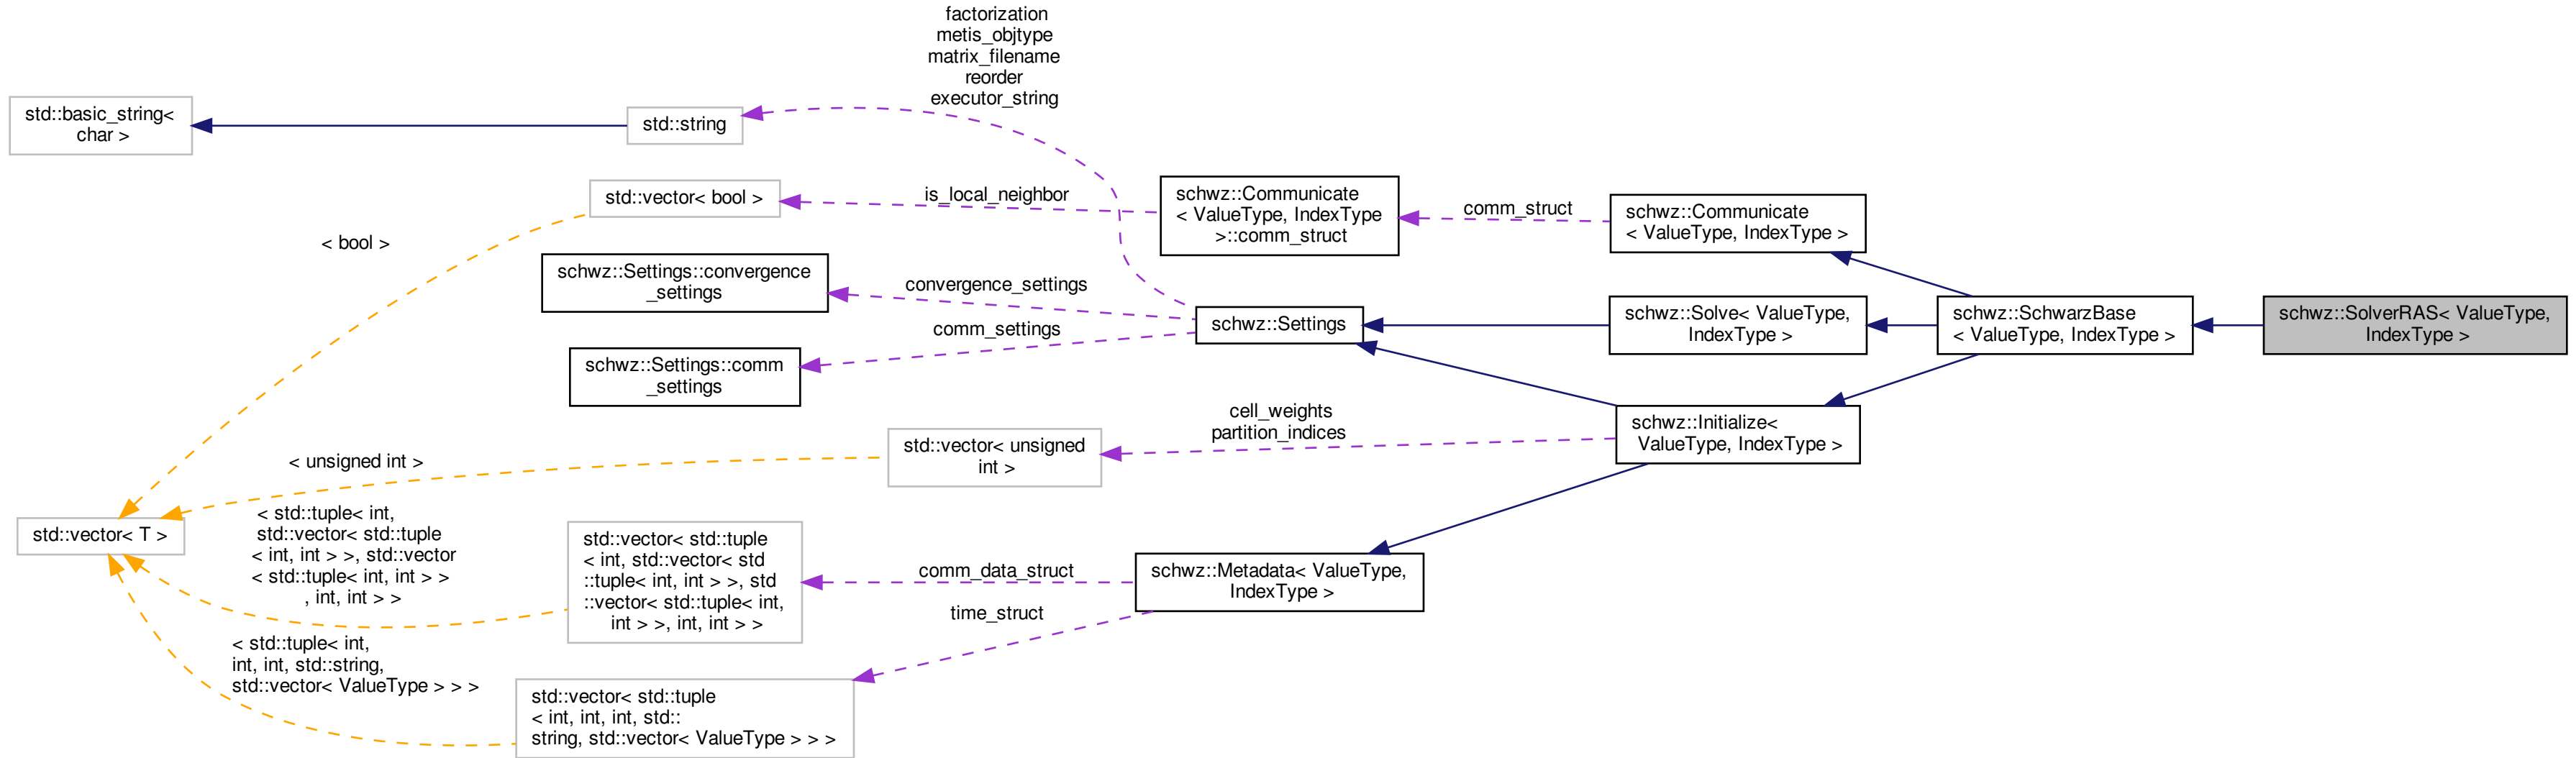 factorization
metis_objtype
matrix_filename
reorder
executor_string
std::basic_string<
char >
std::string
std::vector< bool >
is_local_neighbor
schwz::Communicate
< ValueType, IndexType
>::comm_struct
comm_struct
schwz::Communicate
< ValueType, IndexType >
< bool >
schwz::Settings::convergence
_settings
convergence_settings
schwz::Settings::comm
_settings
comm_settings
schwz::Settings
schwz::Solve< ValueType,
IndexType >
schwz::SchwarzBase
< ValueType, IndexType >
schwz::SolverRAS< ValueType,
IndexType >
cell_weights
partition_indices
schwz::Initialize<
ValueType, IndexType >
std::vector< unsigned
int >
< unsigned int >
std::vector< T >
< std::tuple< int,
std::vector< std::tuple
< int, int > >, std::vector
< std::tuple< int, int > >
, int, int > >
std::vector< std::tuple
< int, std::vector< std
::tuple< int, int > >, std
::vector< std::tuple< int,
int > >, int, int > >
comm_data_struct
schwz::Metadata< ValueType,
IndexType >
time_struct
< std::tuple< int,
int, int, std::string,
std::vector< ValueType > > >
std::vector< std::tuple
< int, int, int, std::
string, std::vector< ValueType > > >